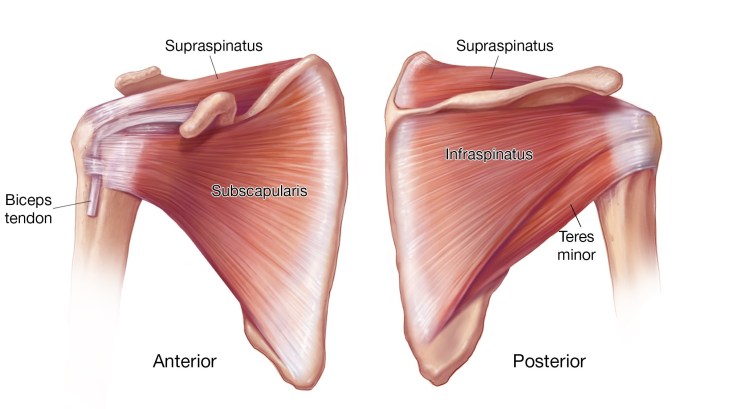 Supraspinatus
Supraspinatus
Infraspinatus
Subscapularis
Biceps
tendon
Teres
minor
Anterior
Posterior